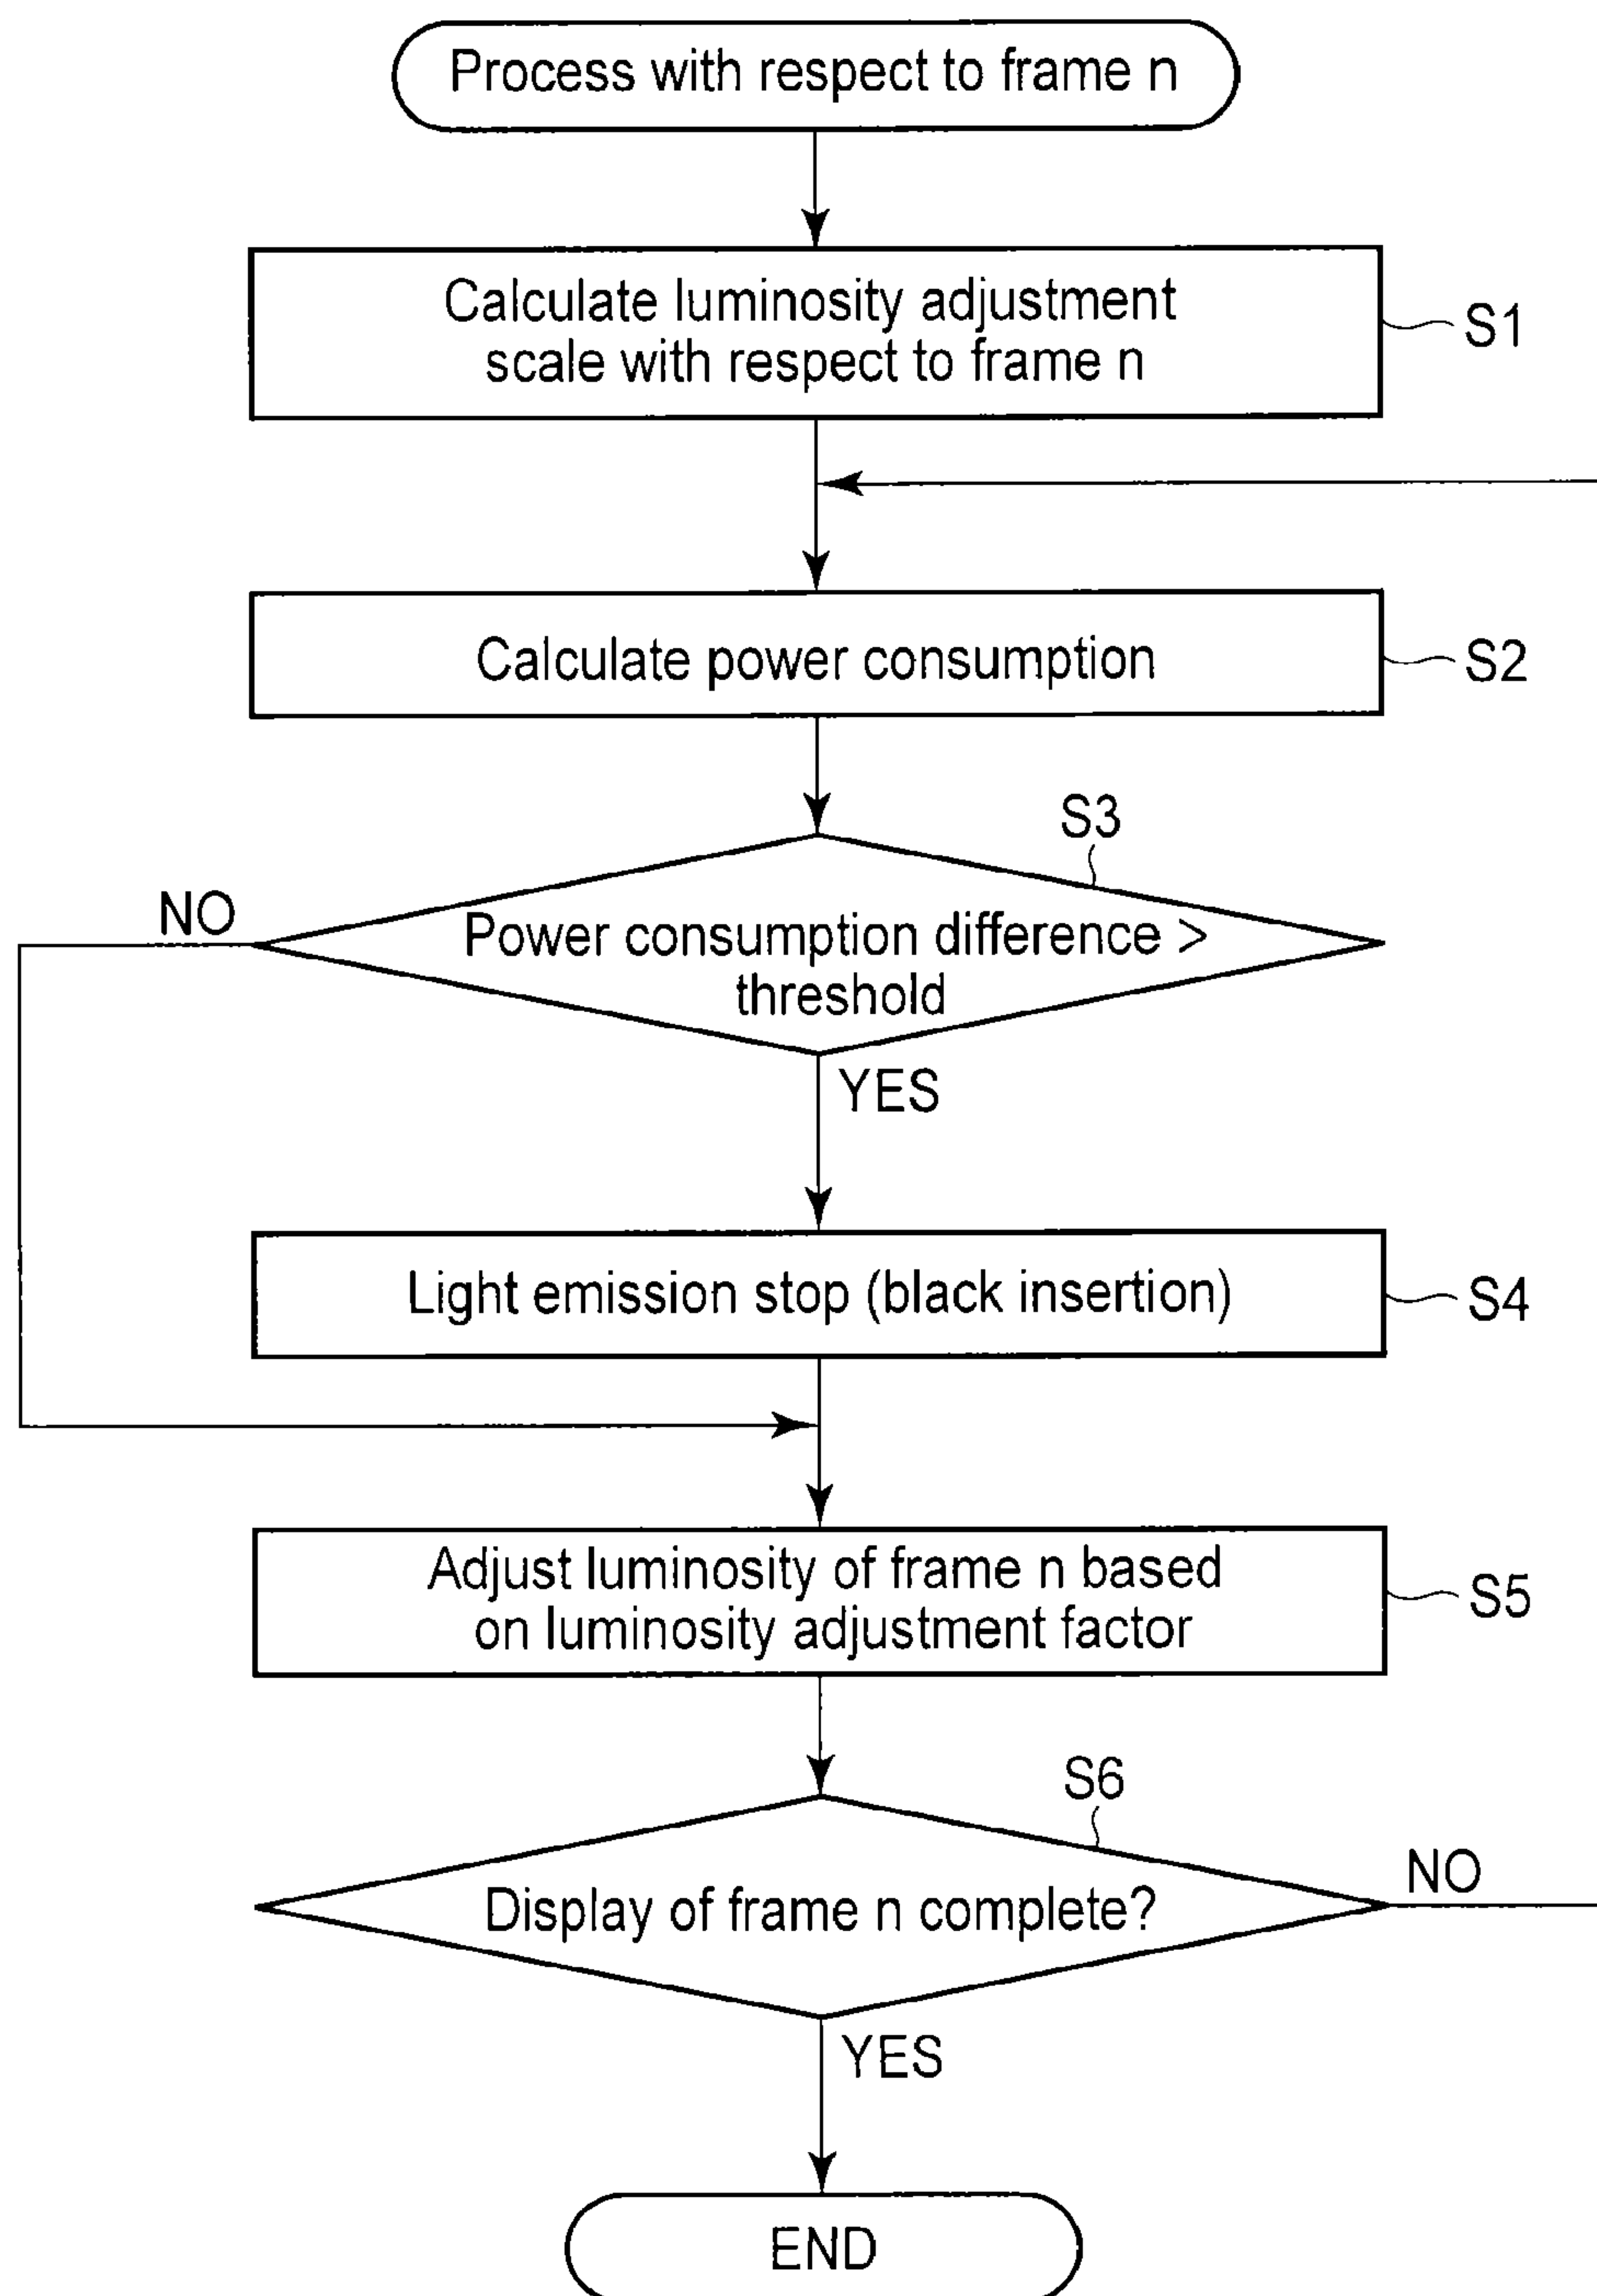 Process with respect to frame n
Calculate luminosity adjustment
scale with respect to frame n
S1
Calculate power consumption
S2
S3
NO
Power consumption difference >
threshold
YES
Light emission stop (black insertion)
S4
Adjust luminosity of frame n based
on luminosity adjustment factor
S5
S6
Display of frame n complete?
NO
YES
END